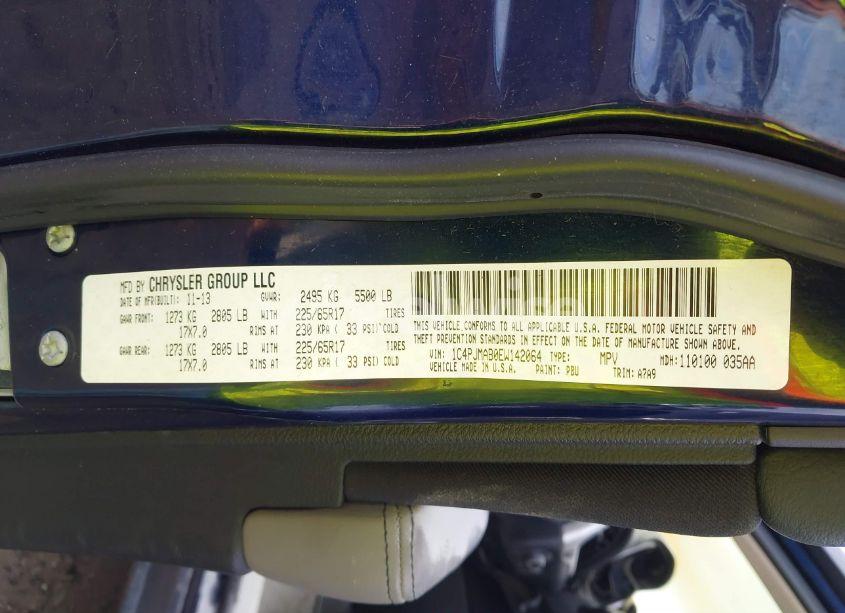 MFD BY CHRYSLER GROUP LLC
DATE OF MFR(BUILT): 11-13 GVWR: 2495 KG 5500 LB
GAWR FRONT: 1273 KG 2805 LB WITH 225/65R17 TIRES
17X7.0 RIMS AT 230 KPA ( 33 PSI) COLD
GAWR REAR: 1273 KG 2805 LB WITH 225/65R17 TIRES
17X7.0 RIMS AT 230 KPA ( 33 PSI) COLD
THIS VEHICLE CONFORMS TO ALL APPLICABLE U.S.A. FEDERAL MOTOR VEHICLE SAFETY AND
THEFT PREVENTION STANDARDS IN EFFECT ON THE DATE OF MANUFACTURE SHOWN ABOVE.
VIN: 1C4PJMAB0EW142064 TYPE: MPV MDH: 110100 035AA
VEHICLE MADE IN U.S.A. PAINT: PBU TRIM: A7A9